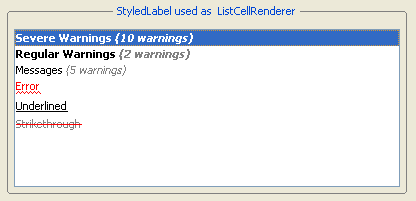 StyledLabel used as ListCellRenderer
Severe Warnings {10 warnings}
Regular Warnings {2 warnings}
Messages {5 warnings}
Error
Underlined
Strikethrough